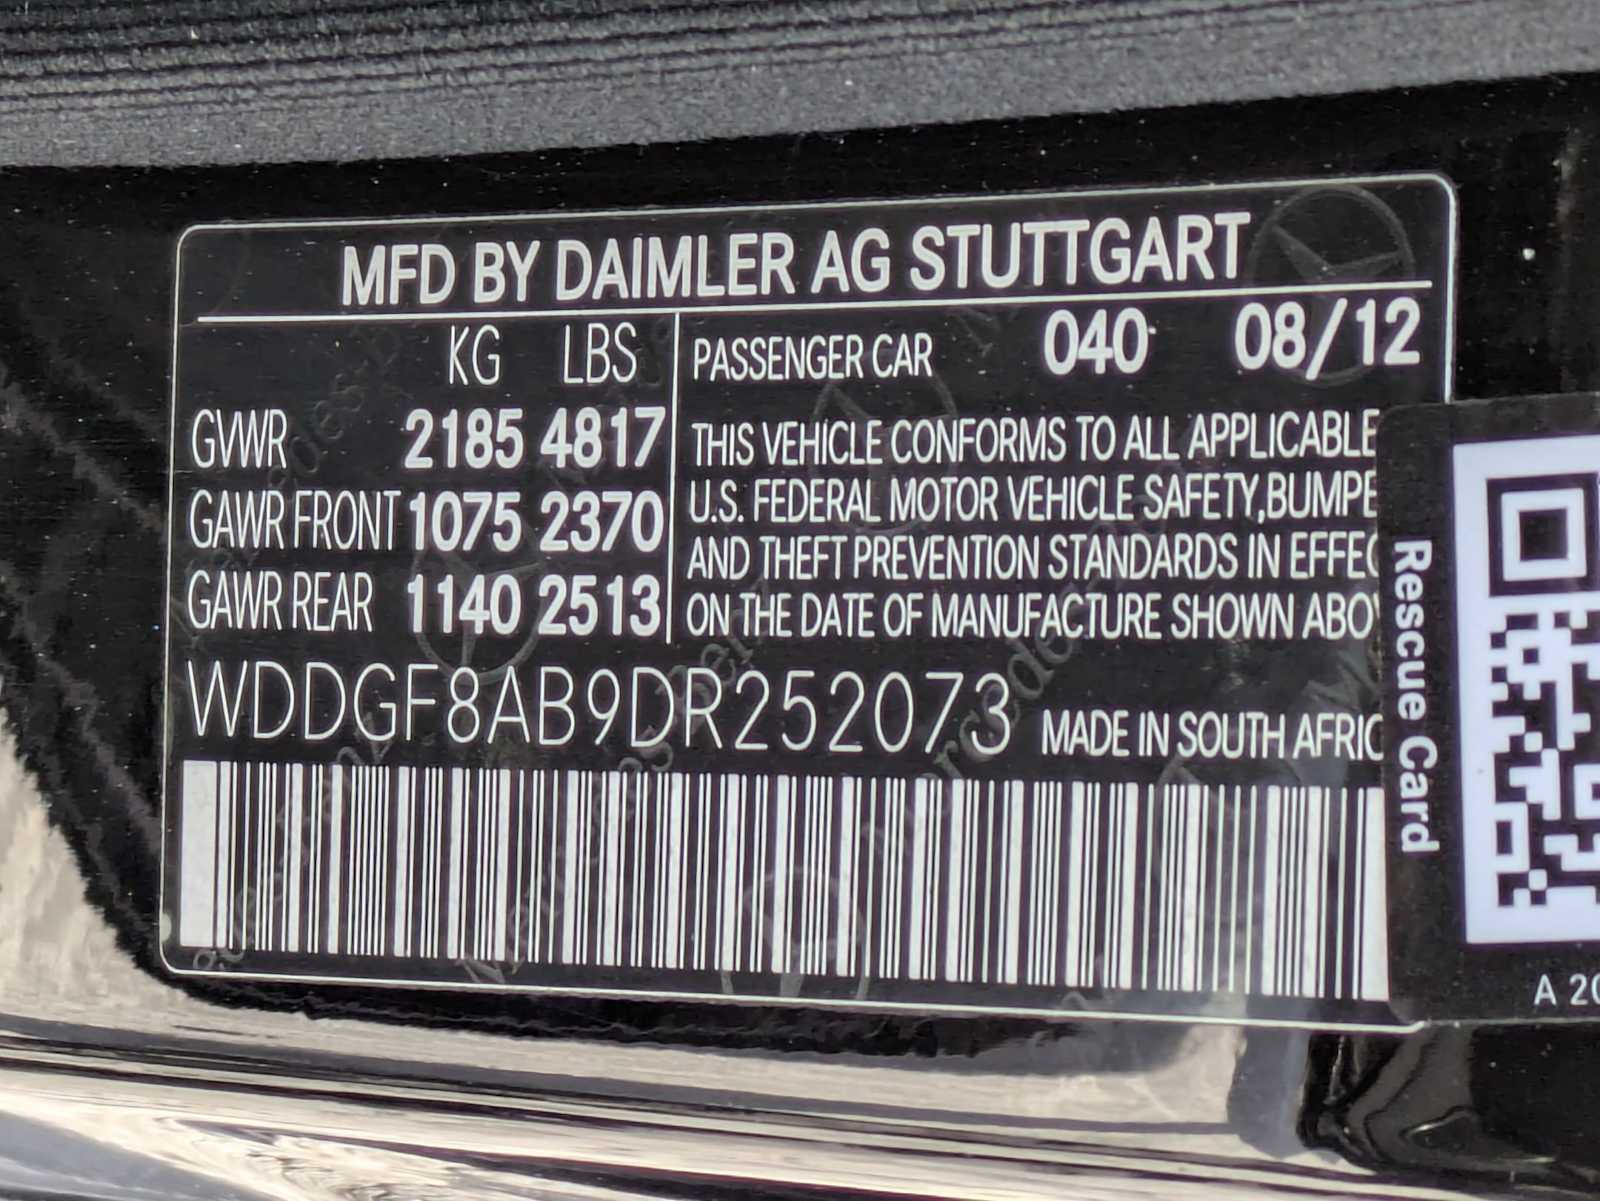 MFD BY DAIMLER AG STUTTGART
KG LBS
GVWR 2185 4817
GAWR FRONT 1075 2370
GAWR REAR 1140 2513
PASSENGER CAR 040 08/12
THIS VEHICLE CONFORMS TO ALL APPLICABLE
U.S. FEDERAL MOTOR VEHICLE SAFETY,BUMPE
AND THEFT PREVENTION STANDARDS IN EFFEC
ON THE DATE OF MANUFACTURE SHOWN ABOV
WDDGF8AB9DR252073 MADE IN SOUTH AFRIC
Rescue Card
A 20